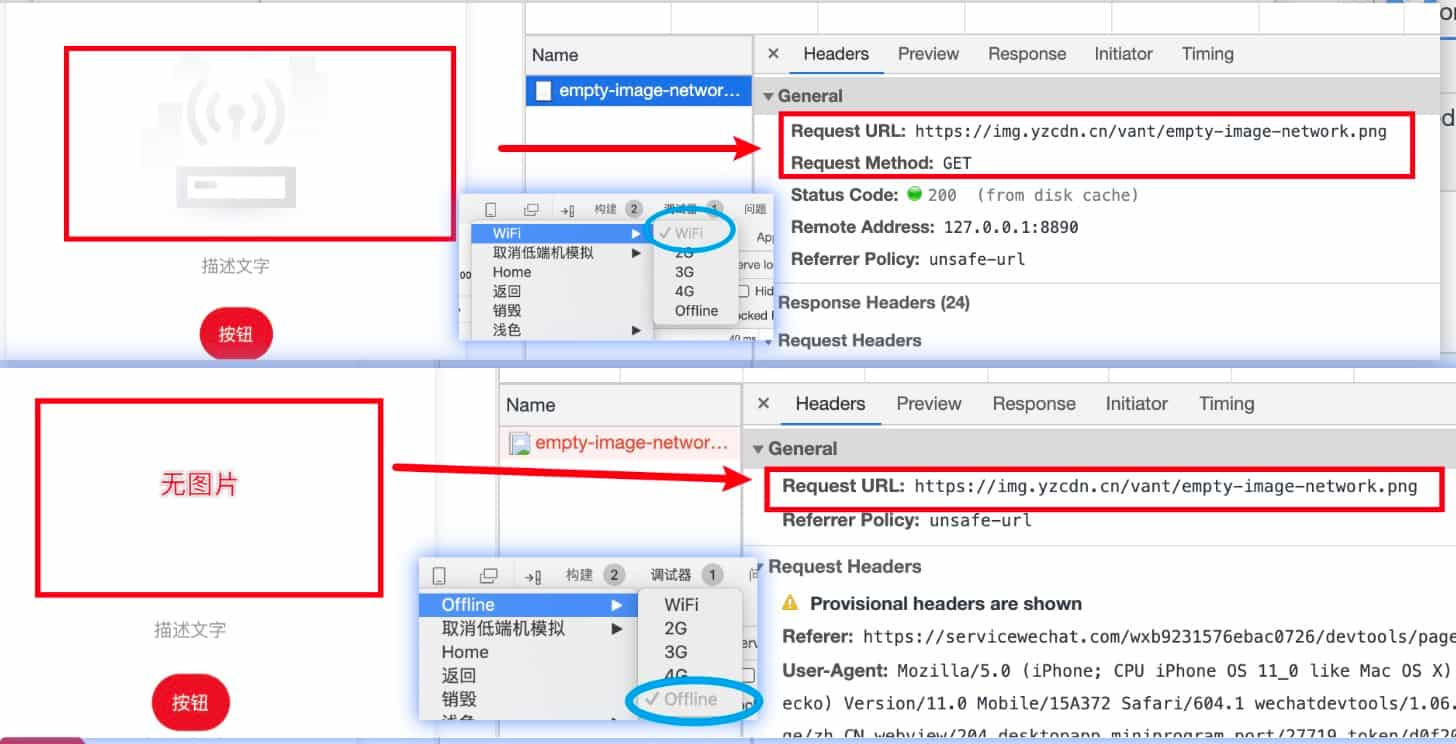 Name
× Headers Preview Response Initiator Timing
empty-image-networ...
▼ General
Request URL: https://img.yzcdn.cn/vant/empty-image-network.png
Request Method: GET
Status Code: 200 (from disk cache)
Remote Address: 127.0.0.1:8890
Referrer Policy: unsafe-url
Response Headers (24)
Request Headers
描述文字
按钮
构建 2 调试器 1 问题
WiFi ▶ ✓ WiFi
取消低端机模拟 ▶ 2G
Home 3G
返回 4G
销毁 Offline
浅色 ▶
Name
× Headers Preview Response Initiator Timing
empty-image-networ...
▼ General
Request URL: https://img.yzcdn.cn/vant/empty-image-network.png
Referrer Policy: unsafe-url
Request Headers
Provisional headers are shown
Referer: https://servicewechat.com/wxb9231576ebac0726/devtools/page
User-Agent: Mozilla/5.0 (iPhone; CPU iPhone OS 11_0 like Mac OS X)
ecko) Version/11.0 Mobile/15A372 Safari/604.1 wechatdevtools/1.06.
无图片
描述文字
按钮
构建 2 调试器 1
Offline ▶ WiFi
取消低端机模拟 ▶ 2G
Home 3G
返回 4G
销毁 ✓ Offline